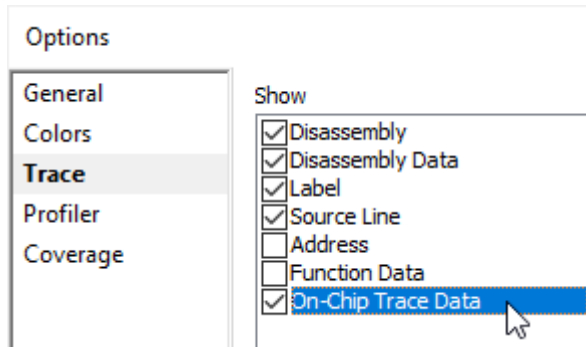 Options
General
Colors
Trace
Profiler
Coverage
Show
Disassembly
Disassembly Data
Label
Source Line
Address
Function Data
On-Chip Trace Data